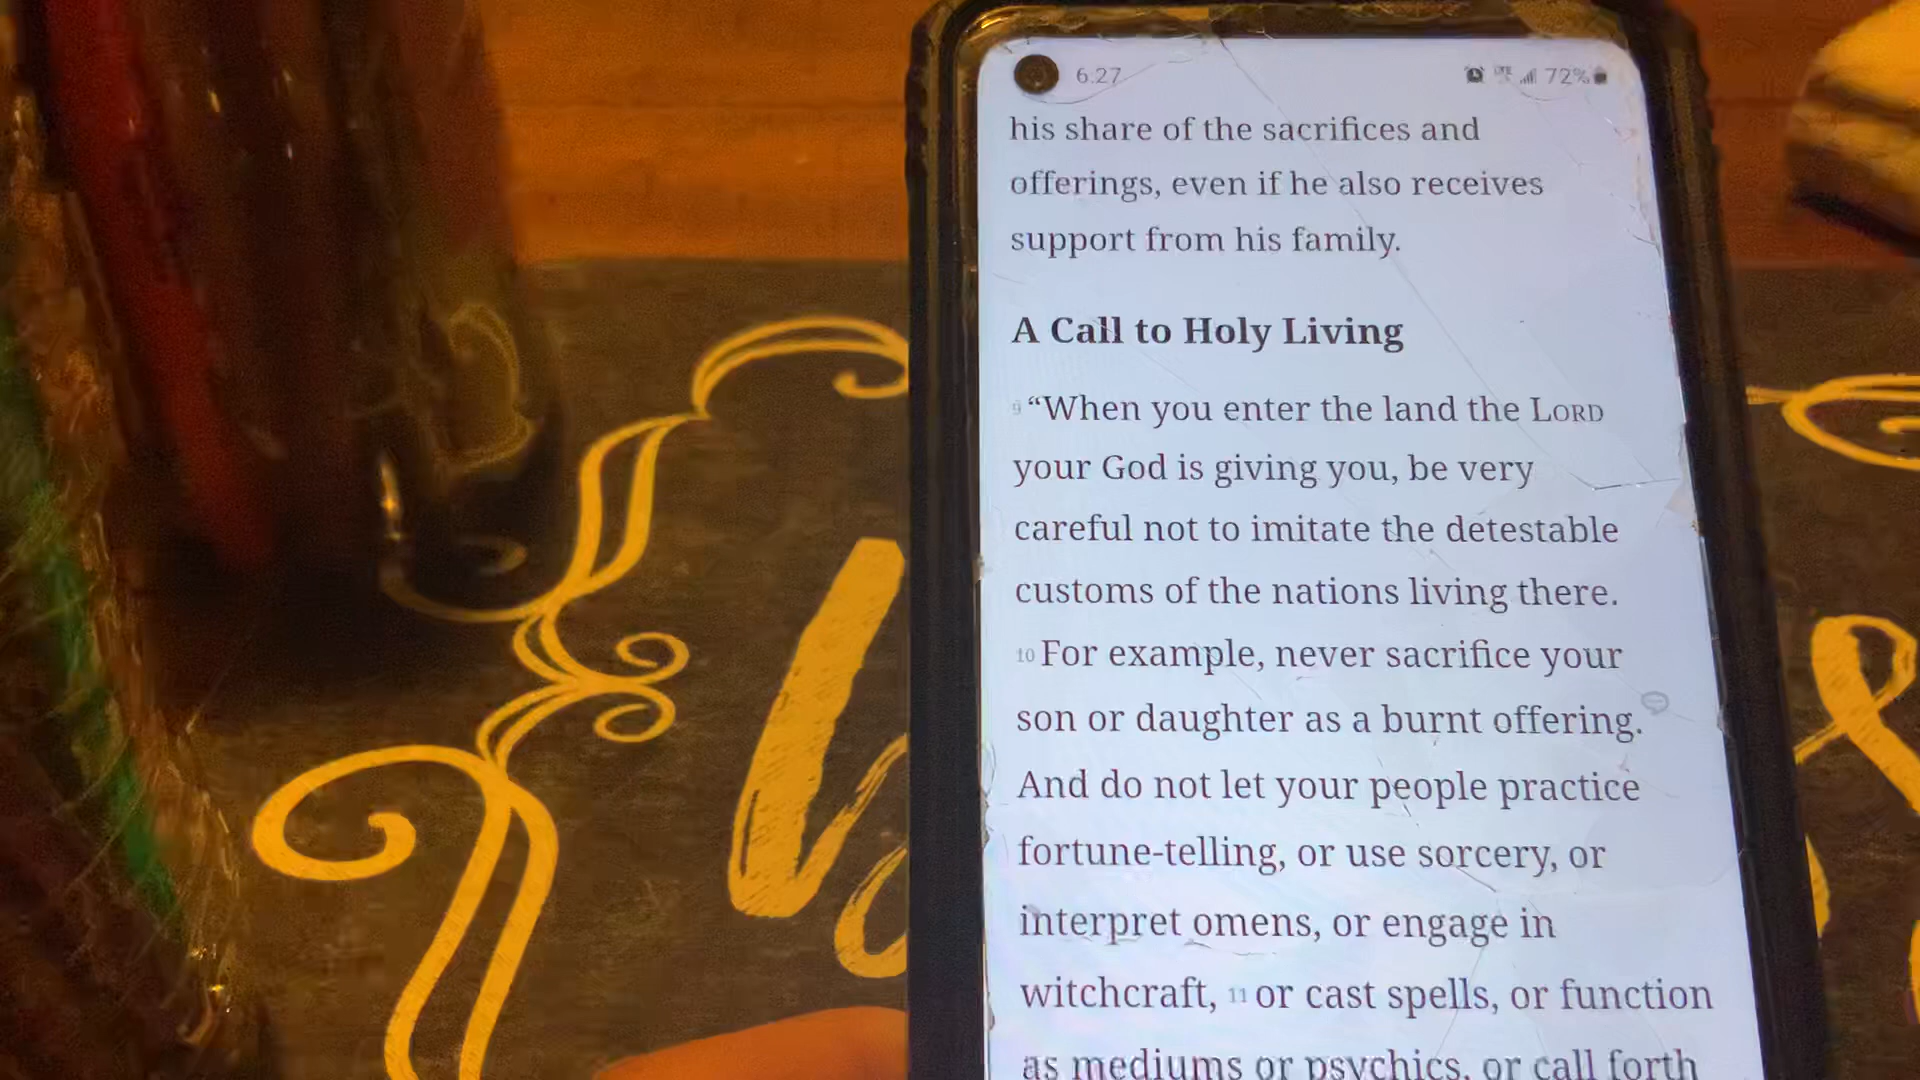 6:27 72%
his share of the sacrifices and
offerings, even if he also receives
support from his family.
A Call to Holy Living
9 “When you enter the land the LORD
your God is giving you, be very
careful not to imitate the detestable
customs of the nations living there.
10 For example, never sacrifice your
son or daughter as a burnt offering.
And do not let your people practice
fortune-telling, or use sorcery, or
interpret omens, or engage in
witchcraft, 11 or cast spells, or function
as mediums or psychics, or call forth